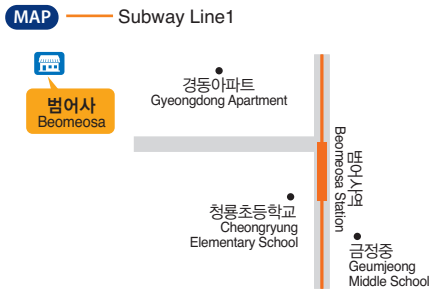 MAP
Subway Line1
경동아파트
Gyeongdong Apartment
범어사
Beomeosa
범어사역
Beomeosa Station
청룡초등학교
Cheongryung
Elementary School
금정중
Geumjeong
Middle School